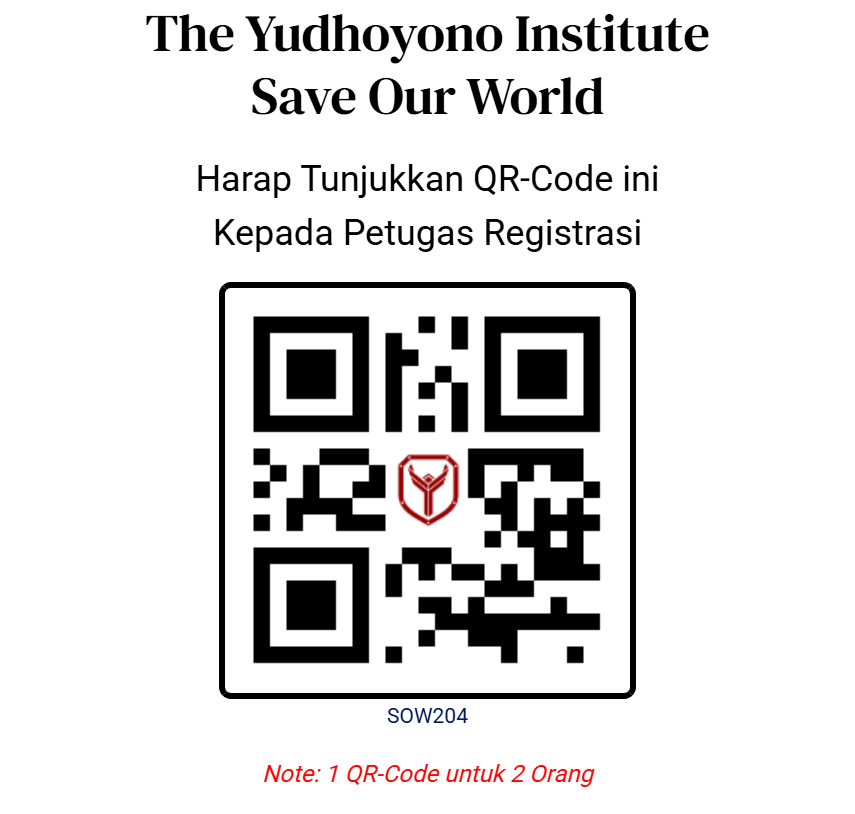 The Yudhoyono Institute
Save Our World
Harap Tunjukkan QR-Code ini
Kepada Petugas Registrasi
SOW204
Note: 1 QR-Code untuk 2 Orang